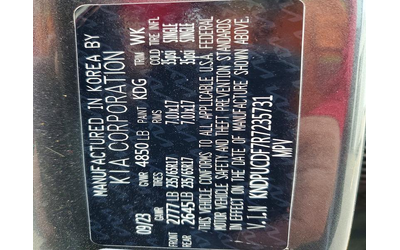 MANUFACTURED IN KOREA BY
KIA CORPORATION
09/23 GVWR 4850 LB PAINT KDG TRIM WK
TIRES RIMS COLD TIRE INFL
FRONT 2777 LB 235/65R17 7.0Jx17 35psi SINGLE
REAR 2645 LB 235/65R17 7.0Jx17 35psi SINGLE
THIS VEHICLE CONFORMS TO ALL APPLICABLE U.S.A. FEDERAL
MOTOR VEHICLE SAFETY AND THEFT PREVENTION STANDARDS
IN EFFECT ON THE DATE OF MANUFACTURE SHOWN ABOVE.
V.I.N KNDPUCDF7R7235731
MPV